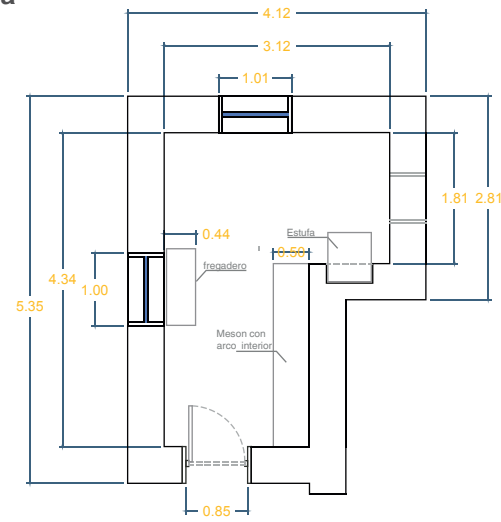 a
4.12
3.12
1.01
1.81
2.81
0.44
Estufa
0.50
fregadero
4.34
1.00
5.35
Meson con
arco interior
0.85